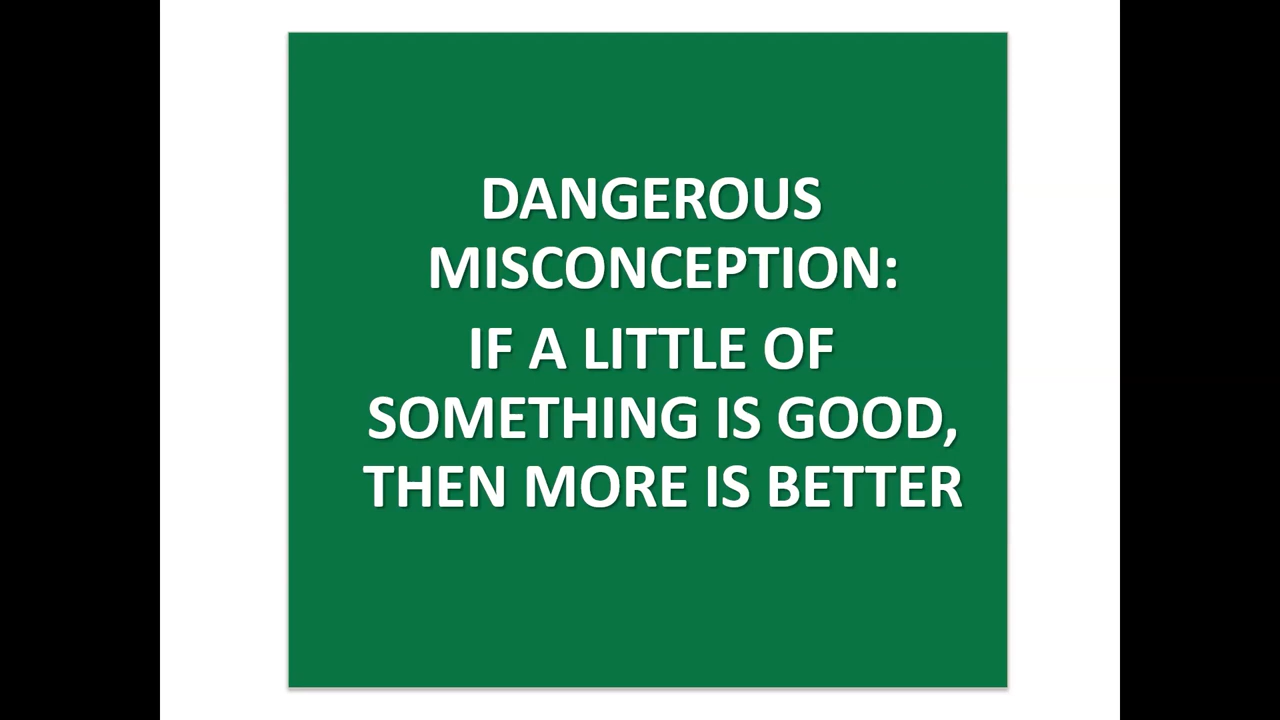 DANGEROUS
MISCONCEPTION:
IF A LITTLE OF
SOMETHING IS GOOD,
THEN MORE IS BETTER